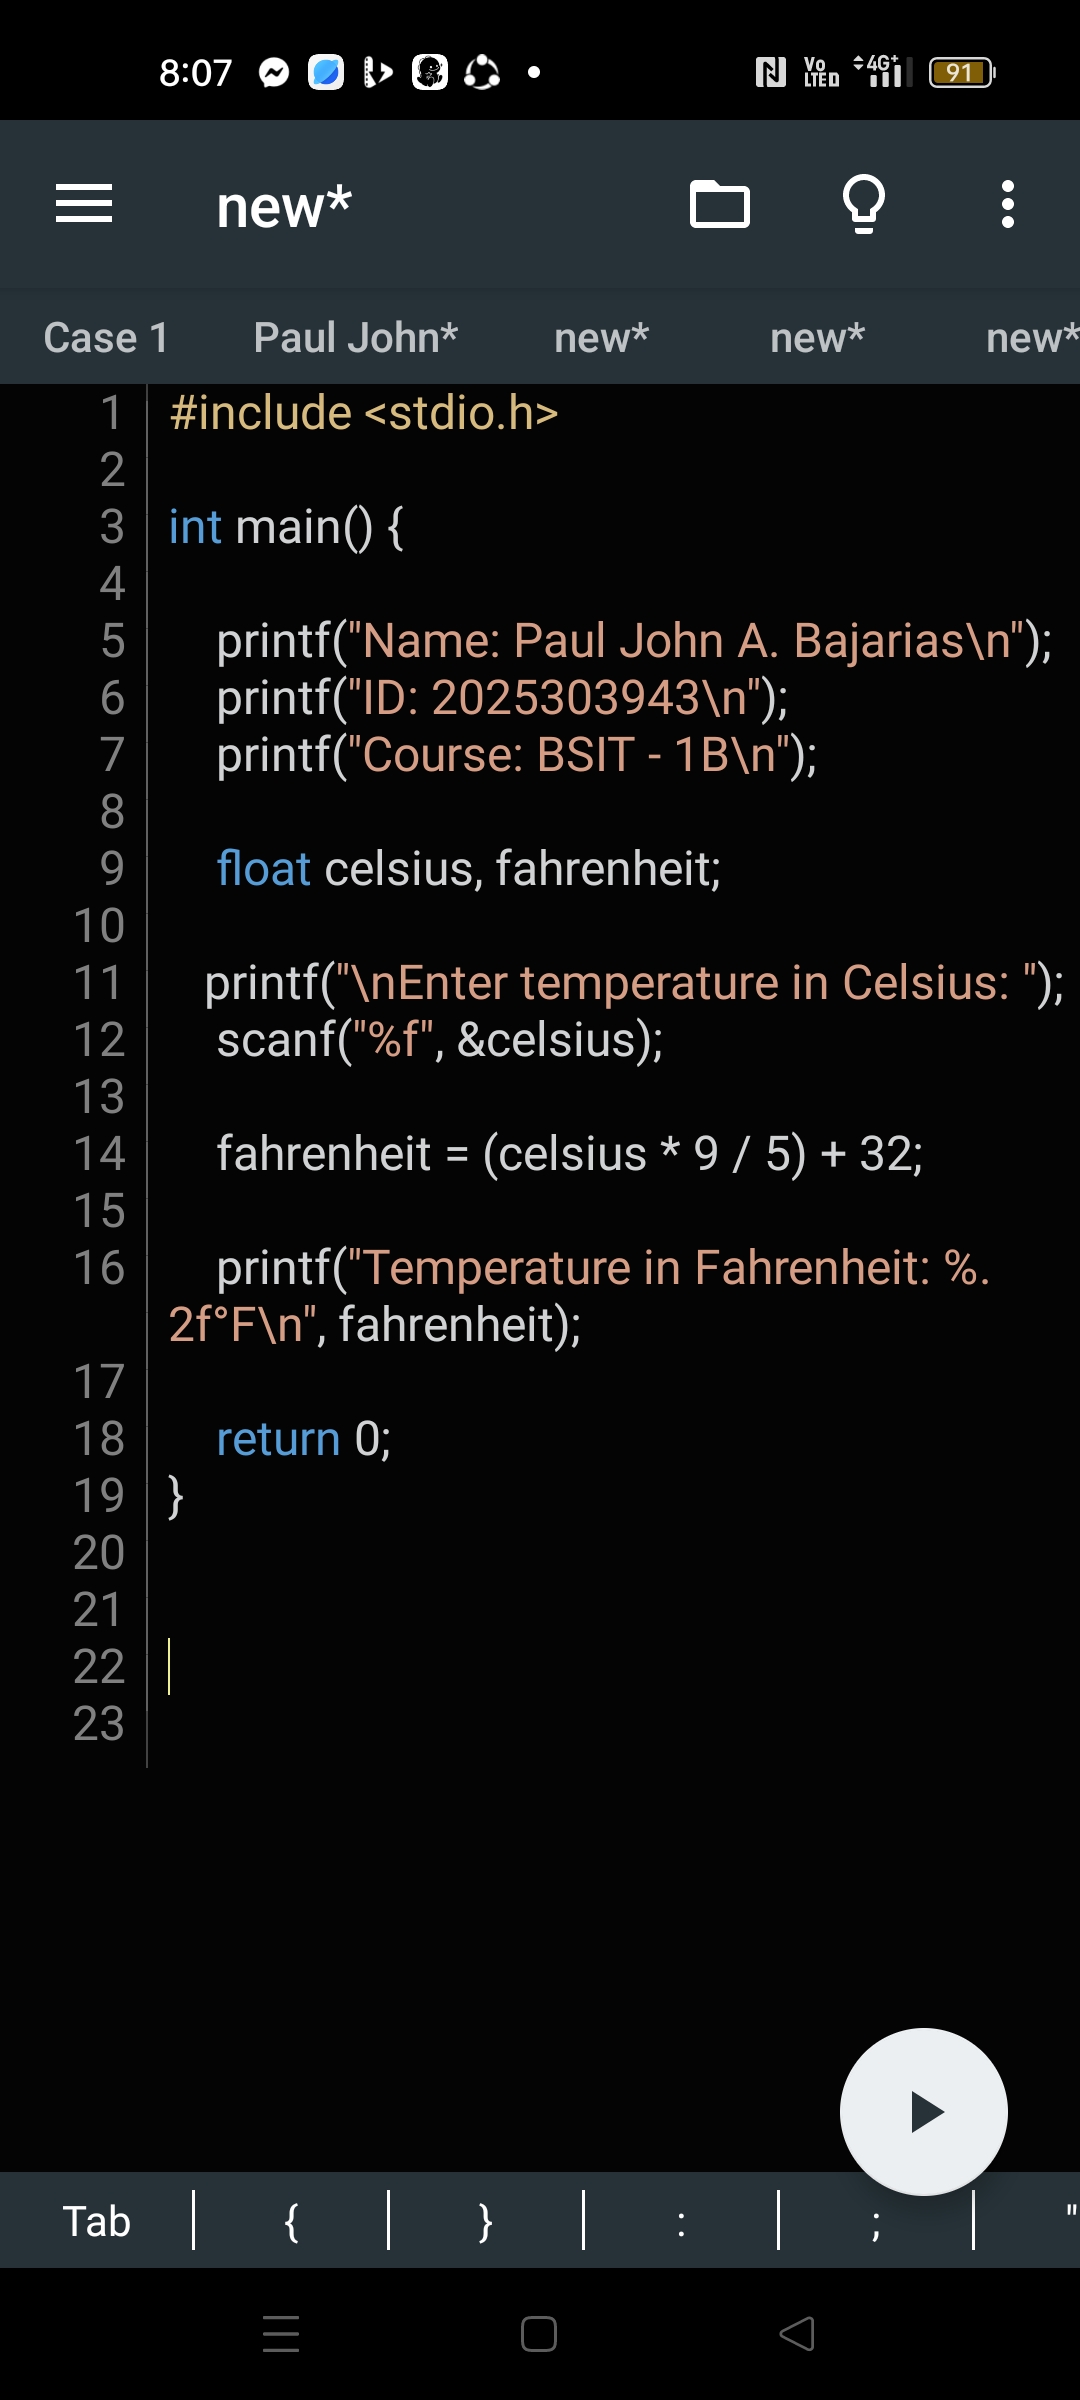 8:07 Vo LTED 4G+ 91
new*
Case 1 Paul John* new* new* new*
1 #include <stdio.h>
2
3 int main() {
4
5 printf("Name: Paul John A. Bajarias\n");
6 printf("ID: 2025303943\n");
7 printf("Course: BSIT - 1B\n");
8
9 float celsius, fahrenheit;
10
11 printf("\nEnter temperature in Celsius: ");
12 scanf("%f", &celsius);
13
14 fahrenheit = (celsius * 9 / 5) + 32;
15
16 printf("Temperature in Fahrenheit: %.
2f°F\n", fahrenheit);
17
18 return 0;
19 }
20
21
22
23
Tab { } : ; "